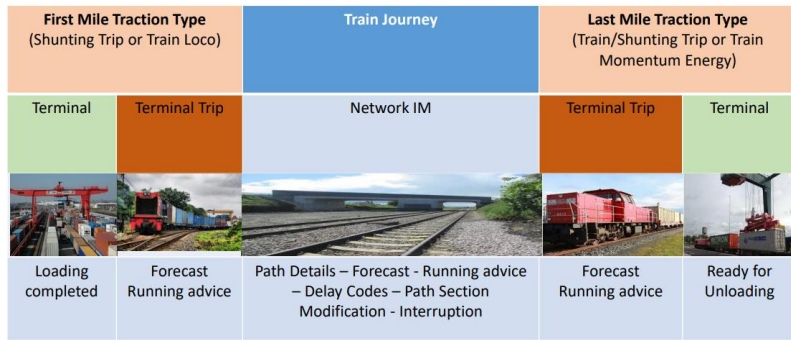 First Mile Traction Type
(Shunting Trip or Train Loco)
Train Journey
Last Mile Traction Type
(Train/Shunting Trip or Train
Momentum Energy)
Terminal
Terminal Trip
Network IM
Terminal Trip
Terminal
Loading
completed
Forecast
Running advice
Path Details – Forecast - Running advice
– Delay Codes – Path Section
Modification - Interruption
Forecast
Running advice
Ready for
Unloading